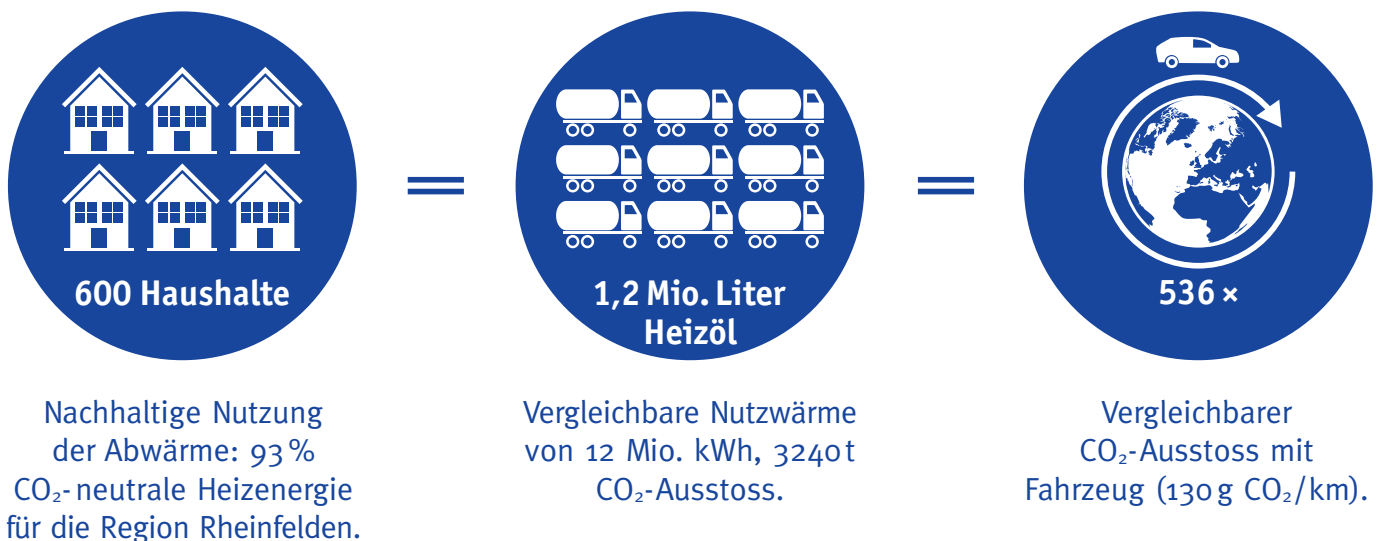 600 Haushalte
Nachhaltige Nutzung
der Abwärme: 93 %
CO₂-neutrale Heizenergie
für die Region Rheinfelden.
=
1,2 Mio. Liter
Heizöl
Vergleichbare Nutzwärme
von 12 Mio. kWh, 3240 t
CO₂-Ausstoss.
=
536 ×
Vergleichbarer
CO₂-Ausstoss mit
Fahrzeug (130 g CO₂/km).